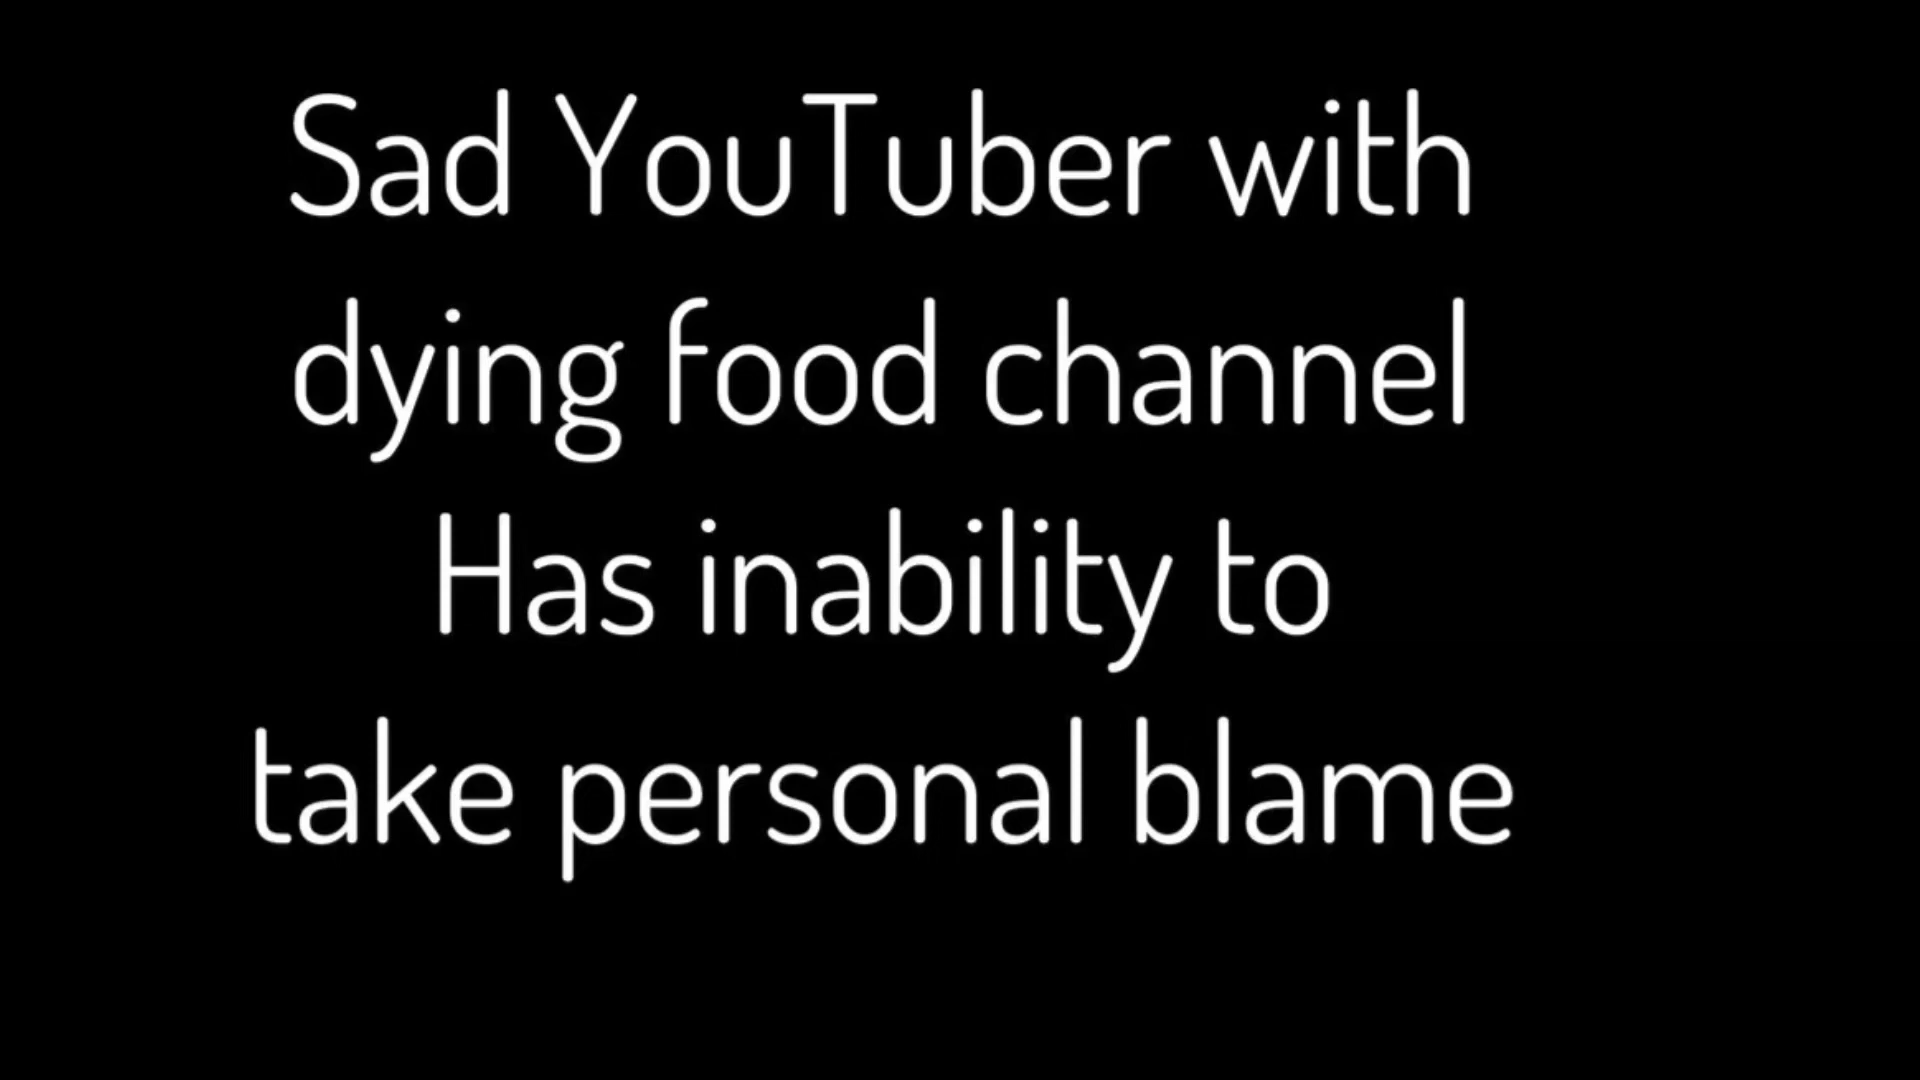 Sad YouTuber with
dying food channel
Has inability to
take personal blame